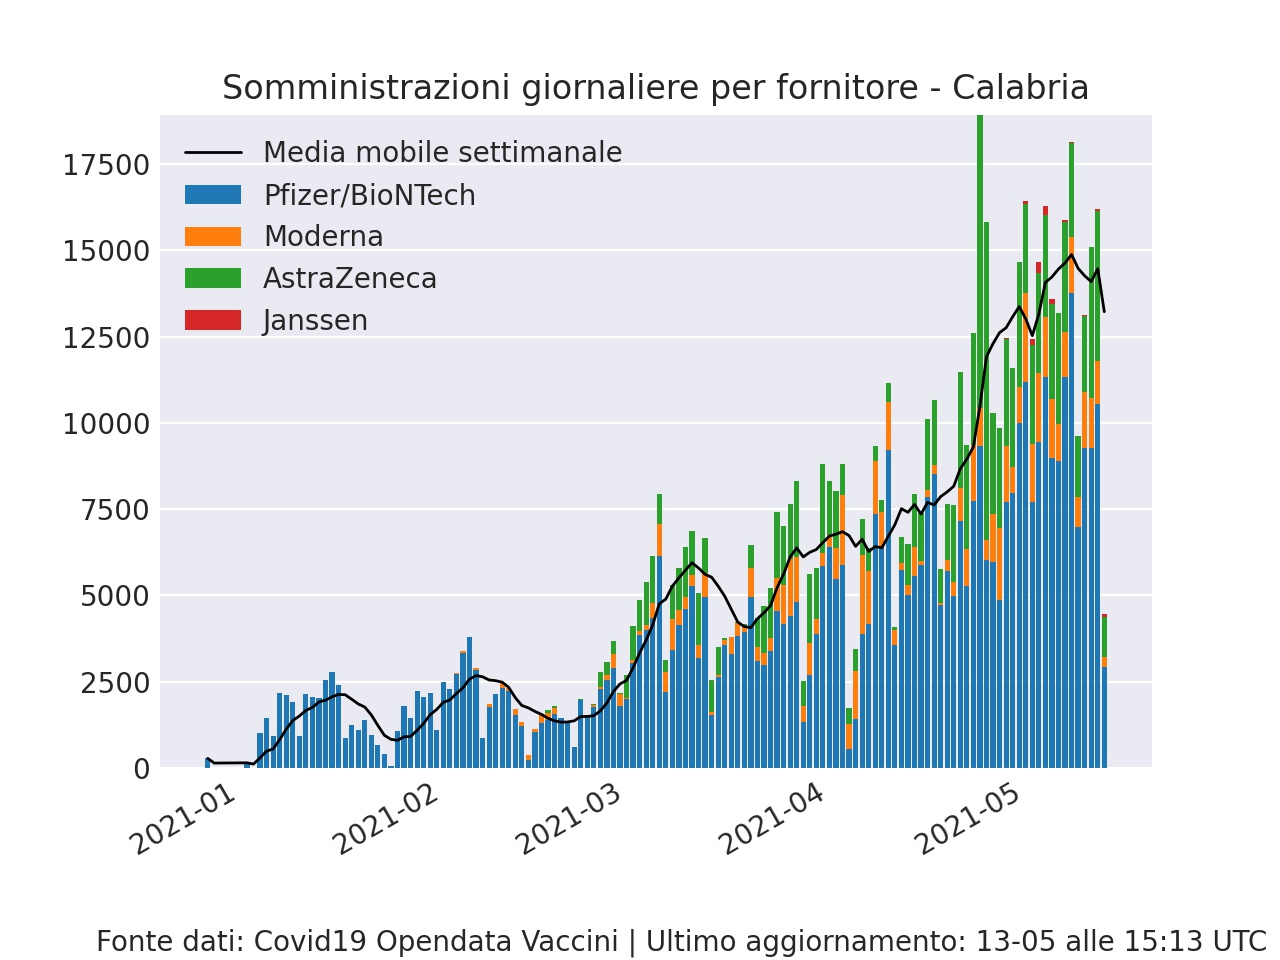 Somministrazioni giornaliere per fornitore - Calabria
Media mobile settimanale
Pfizer/BioNTech
Moderna
AstraZeneca
Janssen
17500
15000
12500
10000
7500
5000
2500
0
2021-01
2021-02
2021-03
2021-04
2021-05
Fonte dati: Covid19 Opendata Vaccini | Ultimo aggiornamento: 13-05 alle 15:13 UTC